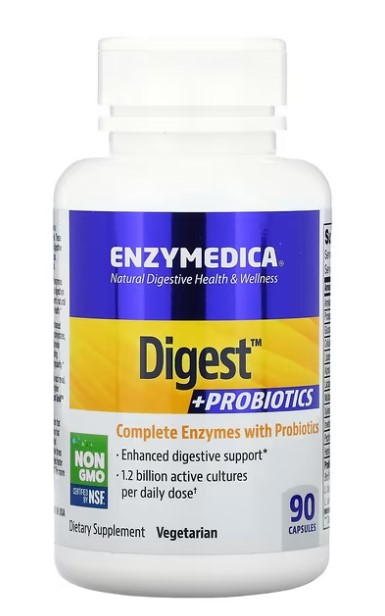 ENZYMEDICA®
Natural Digestive Health & Wellness
Digest™
+PROBIOTICS
Complete Enzymes with Probiotics
· Enhanced digestive support*
· 1.2 billion active cultures
per daily dose†
NON
GMO
CERTIFIED BY NSF
90
CAPSULES
Dietary Supplement Vegetarian